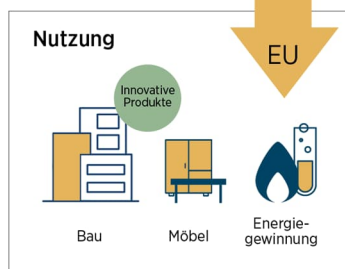 Nutzung
EU
Innovative
Produkte
Bau
Möbel
Energie-
gewinnung